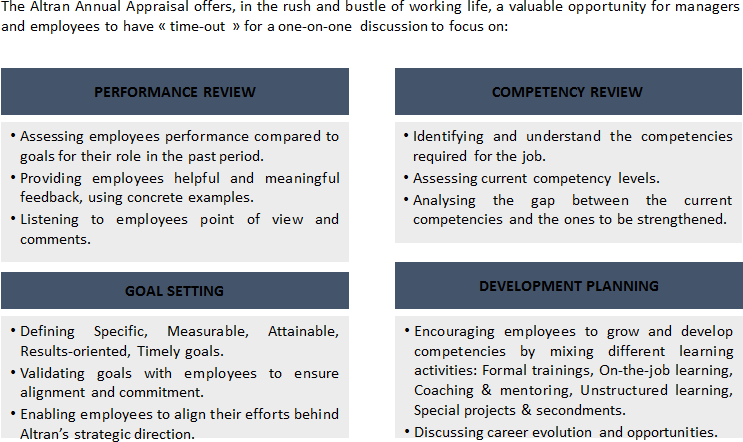 The Altran Annual Appraisal offers, in the rush and bustle of working life, a valuable opportunity for managers
and employees to have « time-out » for a one-on-one discussion to focus on:
PERFORMANCE REVIEW
• Assessing employees performance compared to
goals for their role in the past period.
• Providing employees helpful and meaningful
feedback, using concrete examples.
• Listening to employees point of view and
comments.
COMPETENCY REVIEW
• Identifying and understand the competencies
required for the job.
• Assessing current competency levels.
• Analysing the gap between the current
competencies and the ones to be strengthened.
GOAL SETTING
• Defining Specific, Measurable, Attainable,
Results-oriented, Timely goals.
• Validating goals with employees to ensure
alignment and commitment.
• Enabling employees to align their efforts behind
Altran's strategic direction.
DEVELOPMENT PLANNING
• Encouraging employees to grow and develop
competencies by mixing different learning
activities: Formal trainings, On-the-job learning,
Coaching & mentoring, Unstructured learning,
Special projects & secondments.
• Discussing career evolution and opportunities.